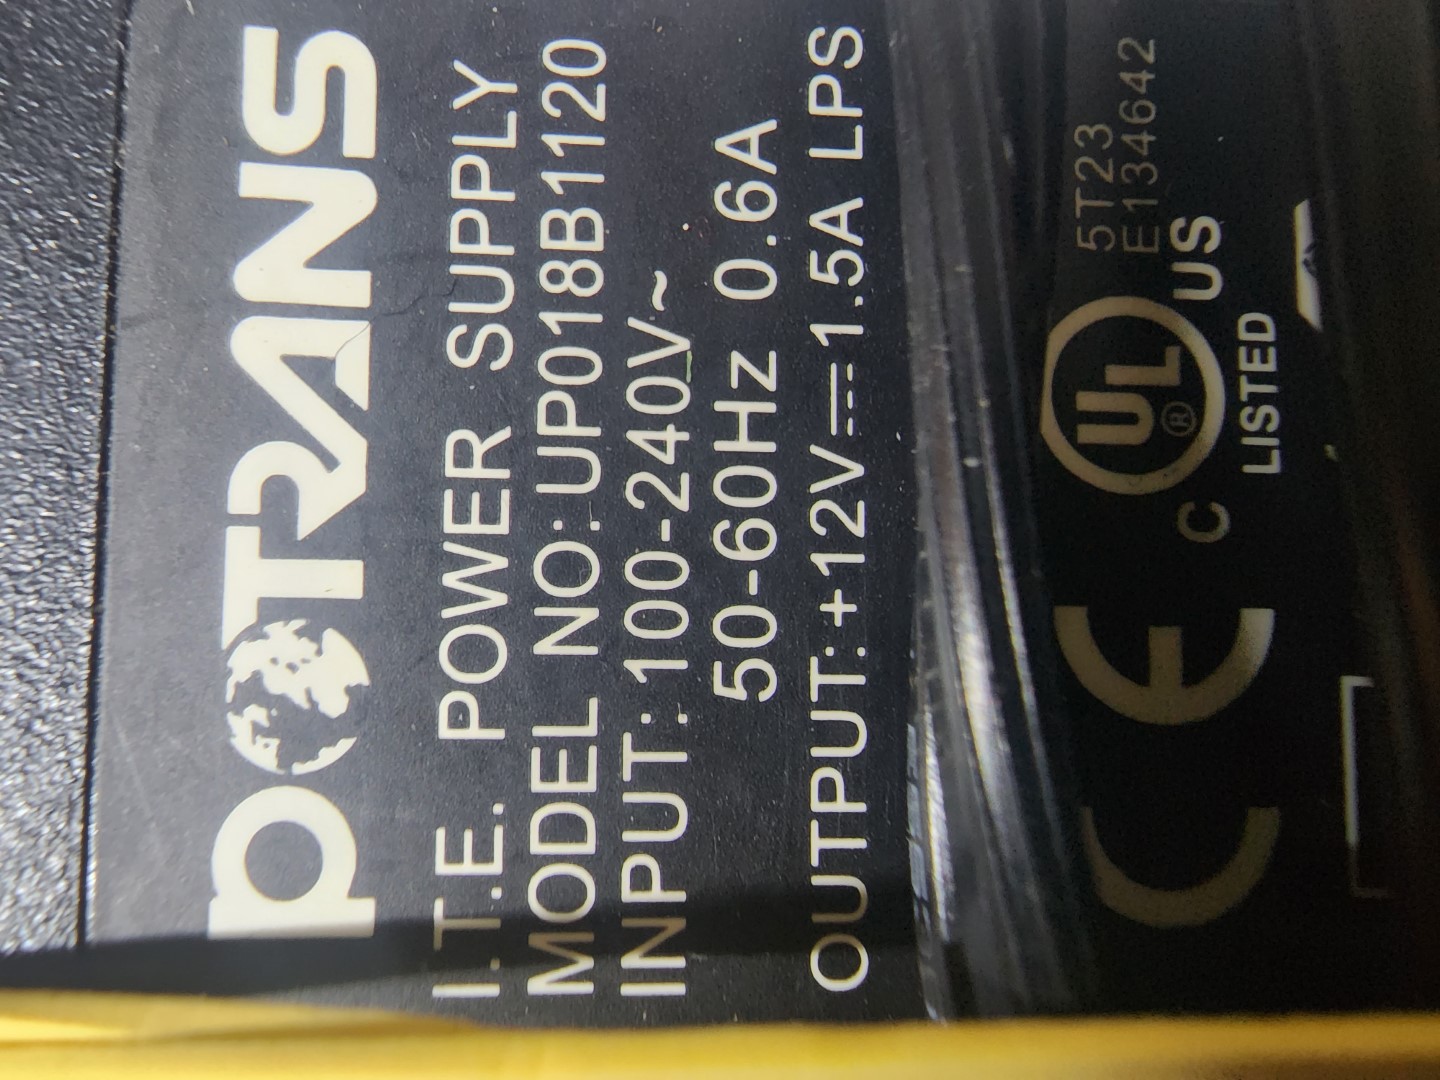 POTRANS
I.T.E. POWER SUPPLY
MODEL NO: UP018B1120
INPUT: 100-240V~
50-60Hz 0.6A
OUTPUT: +12V⎓1.5A LPS
CE
C UL® US
LISTED
5T23
E134642